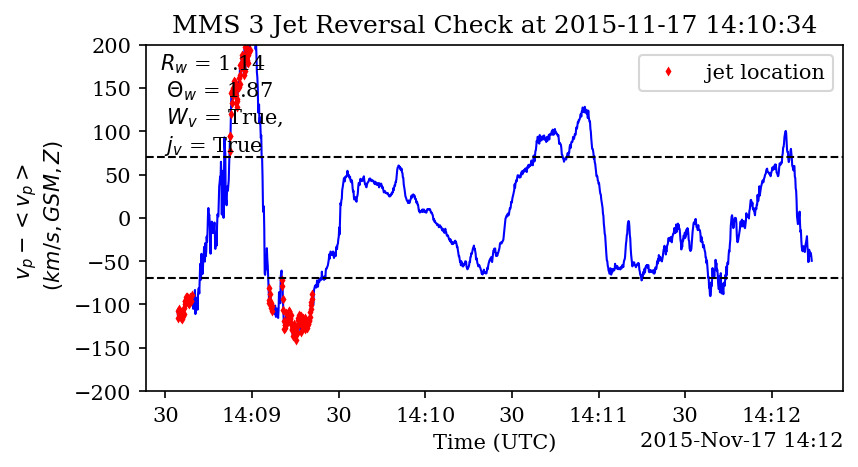 MMS 3 Jet Reversal Check at 2015-11-17 14:10:34
R_w = 1.14
Θ_w = 1.87
W_v = True,
j_v = True
jet location
v_p − < v_p >
(km/s, GSM, Z)
200
150
100
50
0
−50
−100
−150
−200
30
14:09
30
14:10
30
14:11
30
14:12
Time (UTC)
2015-Nov-17 14:12